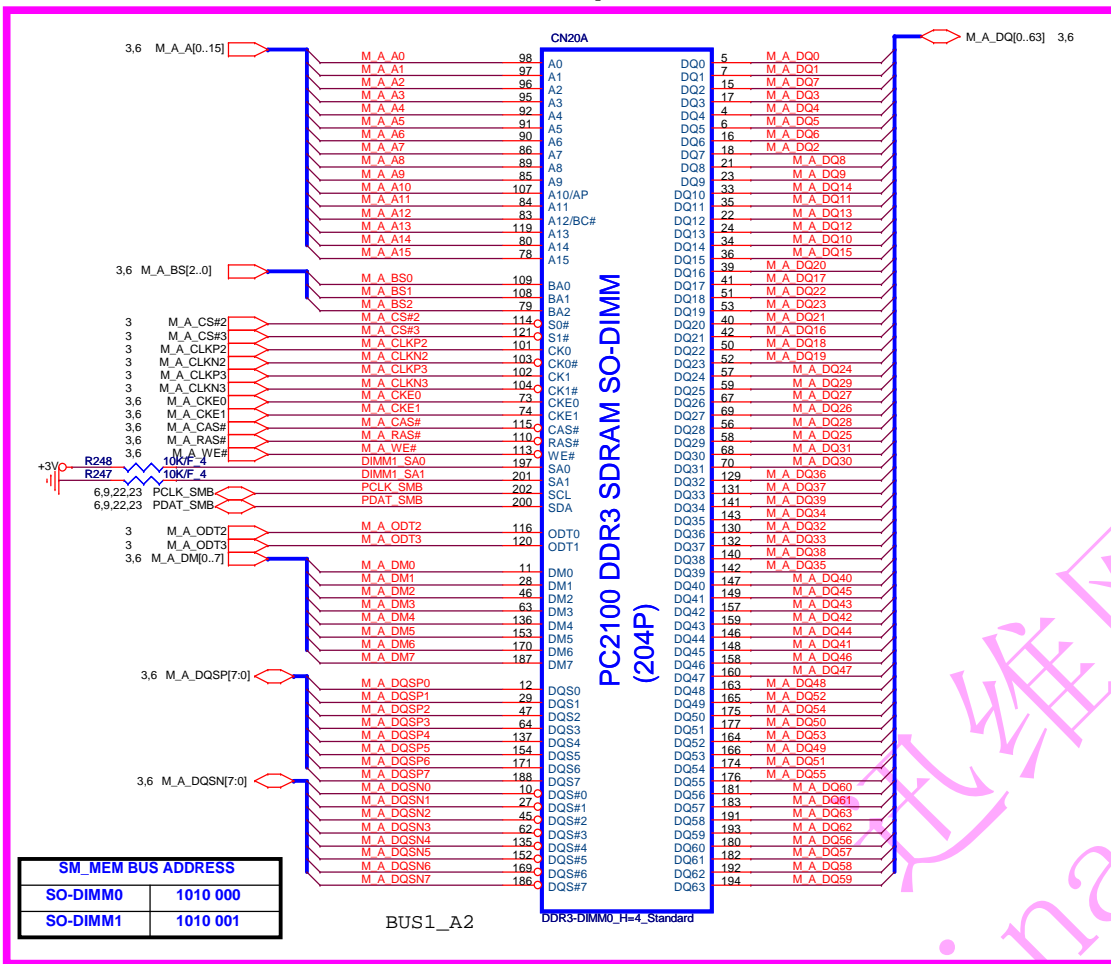 CN20A
3,6 M_A_A[0..15]
M_A_DQ[0..63] 3,6
M_A_A0 98 A0 DQ0 5 M_A_DQ0
M_A_A1 97 A1 DQ1 7 M_A_DQ1
M_A_A2 96 A2 DQ2 15 M_A_DQ7
M_A_A3 95 A3 DQ3 17 M_A_DQ3
M_A_A4 92 A4 DQ4 4 M_A_DQ4
M_A_A5 91 A5 DQ5 6 M_A_DQ5
M_A_A6 90 A6 DQ6 16 M_A_DQ6
M_A_A7 86 A7 DQ7 18 M_A_DQ2
M_A_A8 89 A8 DQ8 21 M_A_DQ8
M_A_A9 85 A9 DQ9 23 M_A_DQ9
M_A_A10 107 A10/AP DQ10 33 M_A_DQ14
M_A_A11 84 A11 DQ11 35 M_A_DQ11
M_A_A12 83 A12/BC# DQ12 22 M_A_DQ13
M_A_A13 119 A13 DQ13 24 M_A_DQ12
M_A_A14 80 A14 DQ14 34 M_A_DQ10
M_A_A15 78 A15 DQ15 36 M_A_DQ15
DQ16 39 M_A_DQ20
3,6 M_A_BS[2..0]
M_A_BS0 109 BA0 DQ17 41 M_A_DQ17
M_A_BS1 108 BA1 DQ18 51 M_A_DQ22
M_A_BS2 79 BA2 DQ19 53 M_A_DQ23
3 M_A_CS#2 M_A_CS#2 114 S0# DQ20 40 M_A_DQ21
3 M_A_CS#3 M_A_CS#3 121 S1# DQ21 42 M_A_DQ16
3 M_A_CLKP2 M_A_CLKP2 101 CK0 DQ22 50 M_A_DQ18
3 M_A_CLKN2 M_A_CLKN2 103 CK0# DQ23 52 M_A_DQ19
3 M_A_CLKP3 M_A_CLKP3 102 CK1 DQ24 57 M_A_DQ24
3 M_A_CLKN3 M_A_CLKN3 104 CK1# DQ25 59 M_A_DQ29
3,6 M_A_CKE0 M_A_CKE0 73 CKE0 DQ26 67 M_A_DQ27
3,6 M_A_CKE1 M_A_CKE1 74 CKE1 DQ27 69 M_A_DQ26
3,6 M_A_CAS# M_A_CAS# 115 CAS# DQ28 56 M_A_DQ28
3,6 M_A_RAS# M_A_RAS# 110 RAS# DQ29 58 M_A_DQ25
3,6 M_A_WE# M_A_WE# 113 WE# DQ30 68 M_A_DQ31
+3V R248 10K/F_4 DIMM1_SA0 197 SA0 DQ31 70 M_A_DQ30
R247 10K/F_4 DIMM1_SA1 201 SA1 DQ32 129 M_A_DQ36
6,9,22,23 PCLK_SMB PCLK_SMB 202 SCL DQ33 131 M_A_DQ37
6,9,22,23 PDAT_SMB PDAT_SMB 200 SDA DQ34 141 M_A_DQ39
DQ35 143 M_A_DQ34
3 M_A_ODT2 M_A_ODT2 116 ODT0 DQ36 130 M_A_DQ32
3 M_A_ODT3 M_A_ODT3 120 ODT1 DQ37 132 M_A_DQ33
3,6 M_A_DM[0..7] DQ38 140 M_A_DQ38
M_A_DM0 11 DM0 DQ39 142 M_A_DQ35
M_A_DM1 28 DM1 DQ40 147 M_A_DQ40
M_A_DM2 46 DM2 DQ41 149 M_A_DQ45
M_A_DM3 63 DM3 DQ42 157 M_A_DQ43
M_A_DM4 136 DM4 DQ43 159 M_A_DQ42
M_A_DM5 153 DM5 DQ44 146 M_A_DQ44
M_A_DM6 170 DM6 DQ45 148 M_A_DQ41
M_A_DM7 187 DM7 DQ46 158 M_A_DQ46
3,6 M_A_DQSP[7:0] DQ47 160 M_A_DQ47
M_A_DQSP0 12 DQS0 DQ48 163 M_A_DQ48
M_A_DQSP1 29 DQS1 DQ49 165 M_A_DQ52
M_A_DQSP2 47 DQS2 DQ50 175 M_A_DQ54
M_A_DQSP3 64 DQS3 DQ51 177 M_A_DQ50
M_A_DQSP4 137 DQS4 DQ52 164 M_A_DQ53
M_A_DQSP5 154 DQS5 DQ53 166 M_A_DQ49
M_A_DQSP6 171 DQS6 DQ54 174 M_A_DQ51
M_A_DQSP7 188 DQS7 DQ55 176 M_A_DQ55
3,6 M_A_DQSN[7:0]
M_A_DQSN0 10 DQS#0 DQ56 181 M_A_DQ60
M_A_DQSN1 27 DQS#1 DQ57 183 M_A_DQ61
M_A_DQSN2 45 DQS#2 DQ58 191 M_A_DQ63
M_A_DQSN3 62 DQS#3 DQ59 193 M_A_DQ62
M_A_DQSN4 135 DQS#4 DQ60 180 M_A_DQ56
M_A_DQSN5 152 DQS#5 DQ61 182 M_A_DQ57
M_A_DQSN6 169 DQS#6 DQ62 192 M_A_DQ58
M_A_DQSN7 186 DQS#7 DQ63 194 M_A_DQ59
PC2100 DDR3 SDRAM SO-DIMM
(204P)
DDR3-DIMM0_H=4_Standard
BUS1_A2
SM_MEM BUS ADDRESS
SO-DIMM0 1010 000
SO-DIMM1 1010 001
迅维
ina